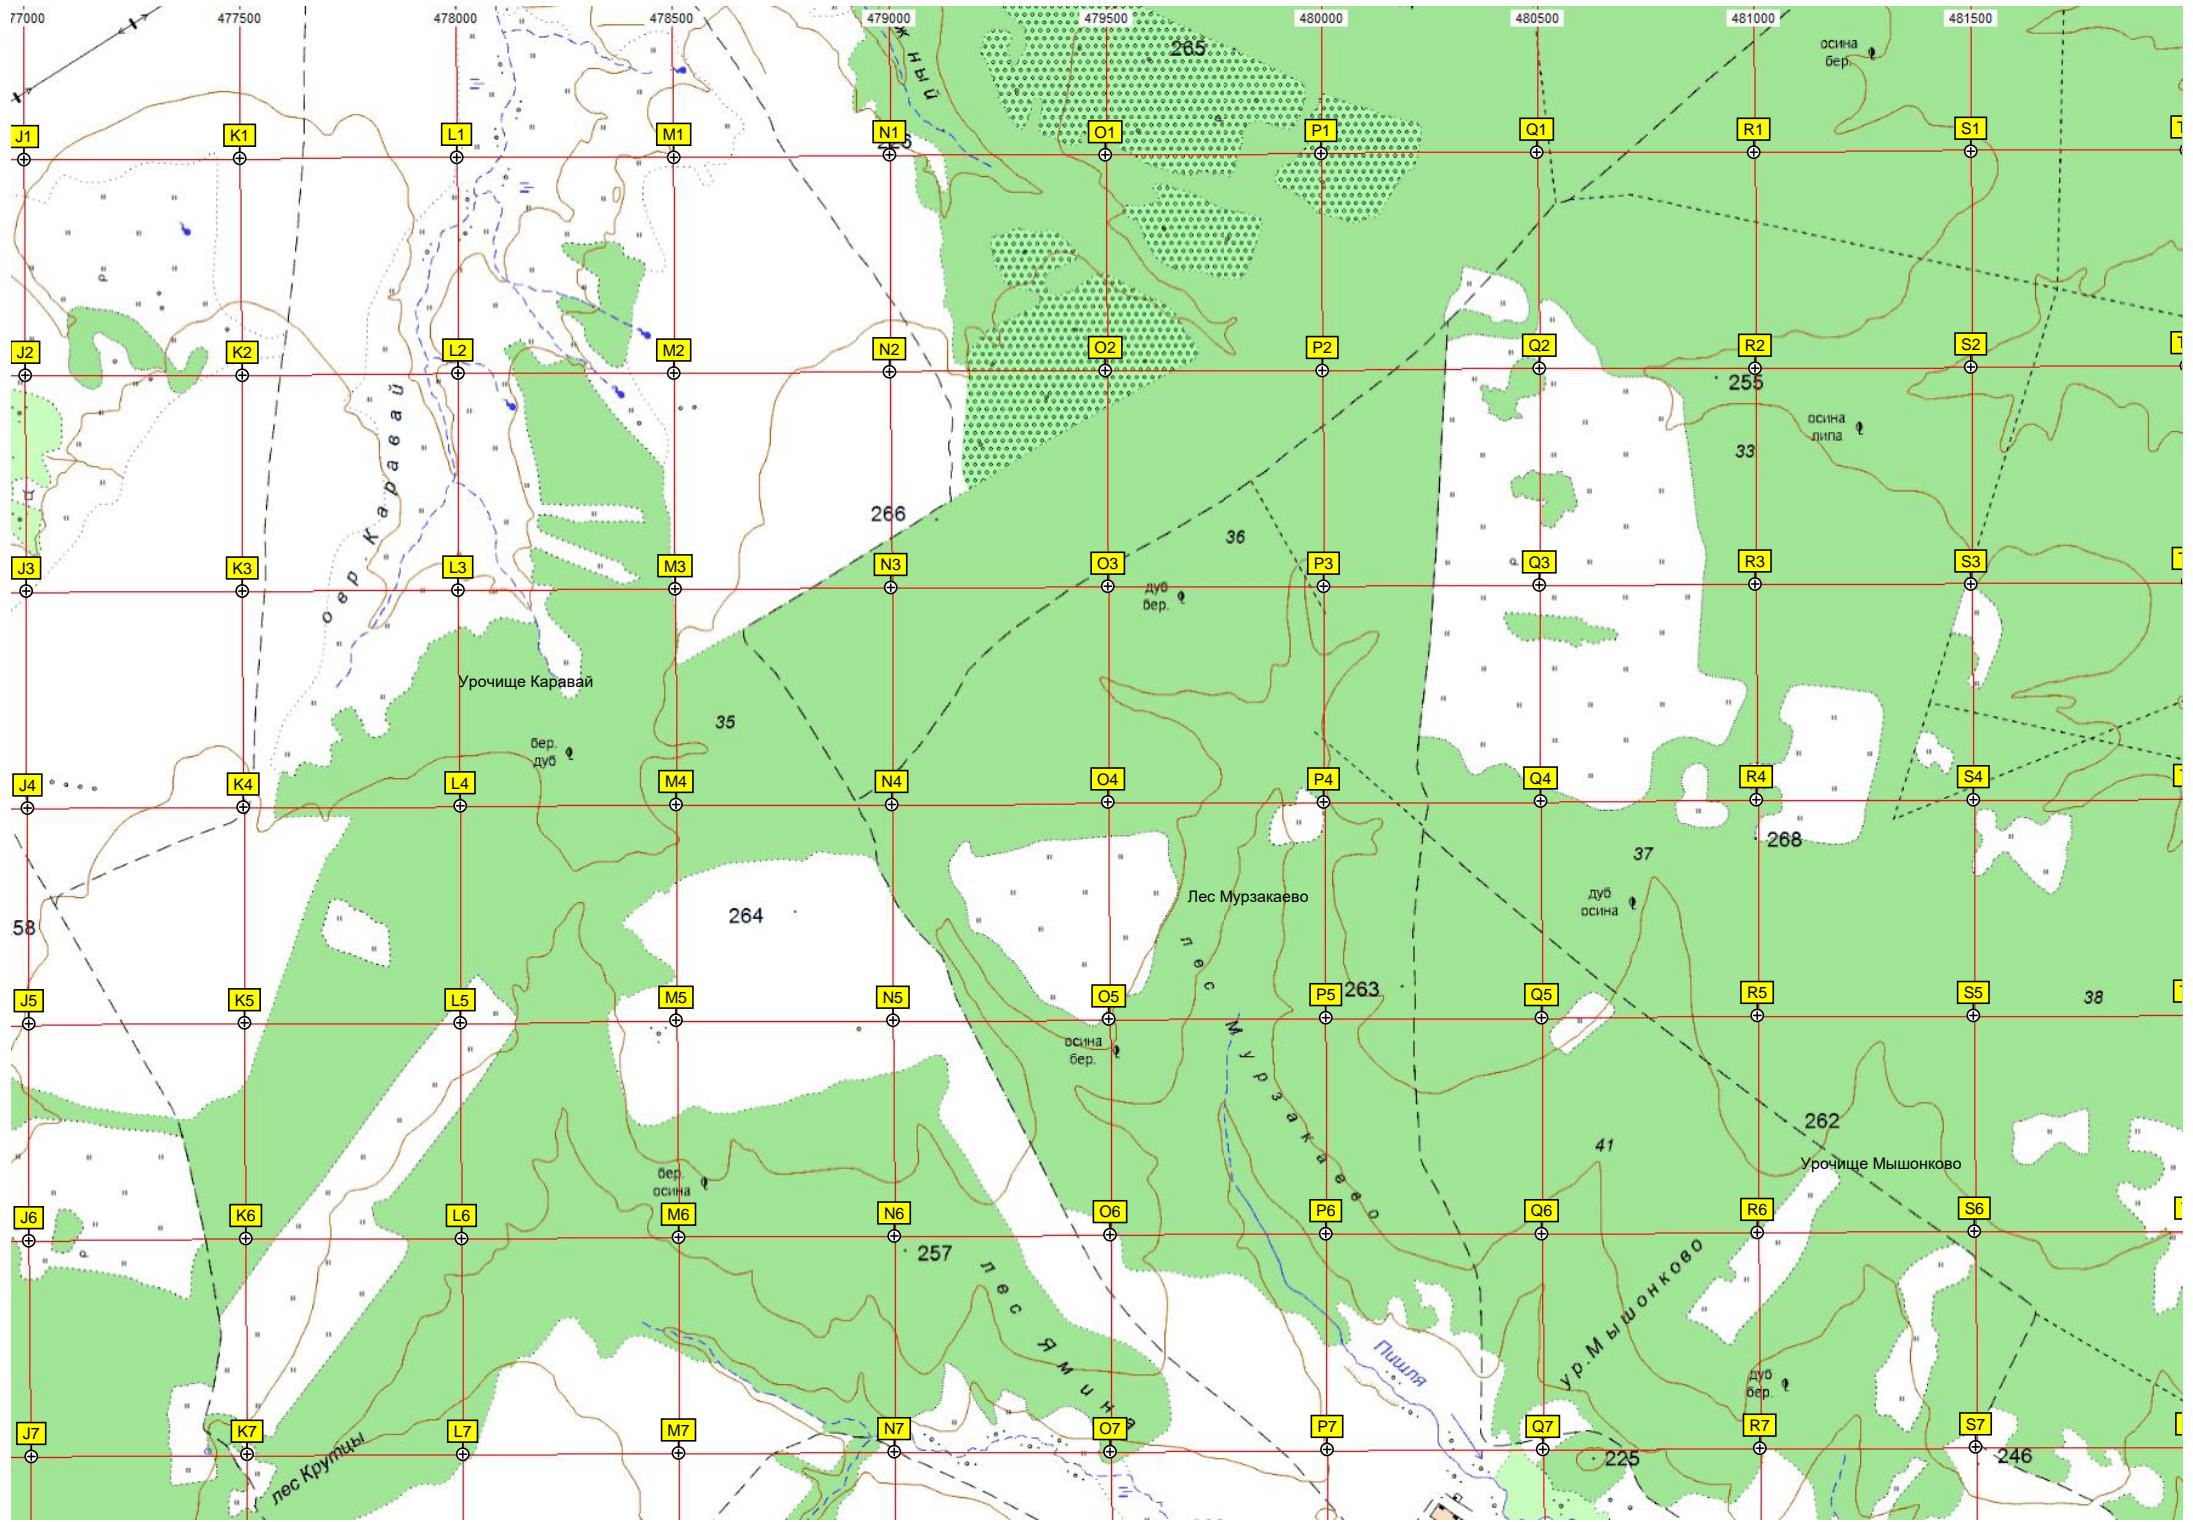 77000 477500 478000 478500 479000 479500 480000 480500 481000 481500
жный
265
осина
бер.
J1 K1 L1 M1 N1 O1 P1 Q1 R1 S1
226
J2 K2 L2 M2 N2 O2 P2 Q2 R2 S2
255
осина
липа
33
овр. Каравай
266
36
J3 K3 L3 M3 N3 O3 P3 Q3 R3 S3
дуб
бер.
Урочище Каравай
35
бер.
дуб
J4 K4 L4 M4 N4 O4 P4 Q4 R4 S4
268
37
дуб
осина
Лес Мурзакаево
264
58
лес Мурзакаево
J5 K5 L5 M5 N5 O5 P5 Q5 R5 S5
263
38
осина
бер.
262
41
Урочище Мышонково
бер.
осина
J6 K6 L6 M6 N6 O6 P6 Q6 R6 S6
257
лес Ямина
ур. Мышонково
Пишля
дуб
бер.
J7 K7 L7 M7 N7 O7 P7 Q7 R7 S7
лес Крутцы
225
246